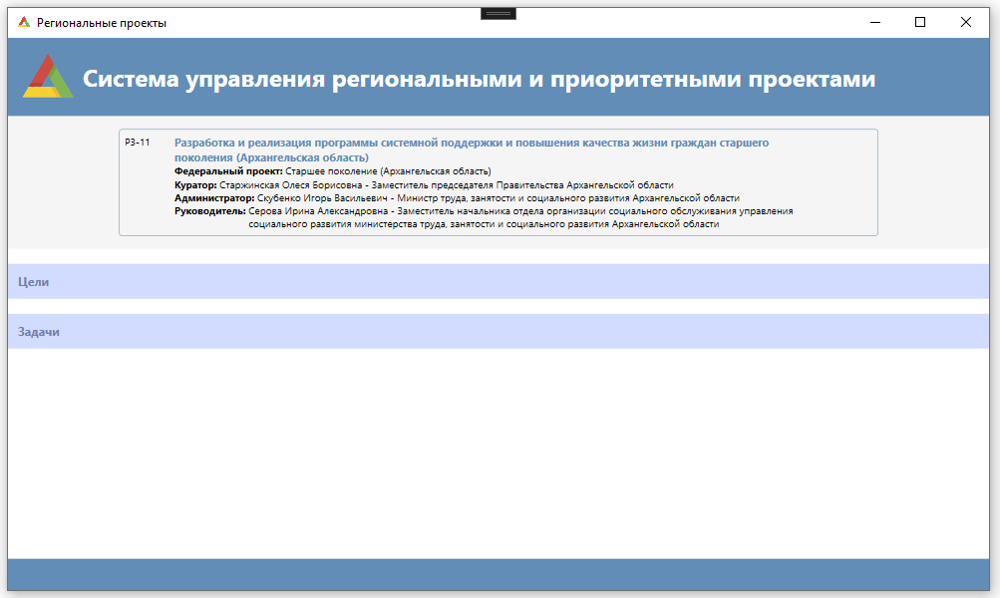 Региональные проекты
Система управления региональными и приоритетными проектами
P3-11
Разработка и реализация программы системной поддержки и повышения качества жизни граждан старшего
поколения (Архангельская область)
Федеральный проект: Старшее поколение (Архангельская область)
Куратор: Старжинская Олеся Борисовна - Заместитель председателя Правительства Архангельской области
Администратор: Скубенко Игорь Васильевич - Министр труда, занятости и социального развития Архангельской области
Руководитель: Серова Ирина Александровна - Заместитель начальника отдела организации социального обслуживания управления
социального развития министерства труда, занятости и социального развития Архангельской области
Цели
Задачи